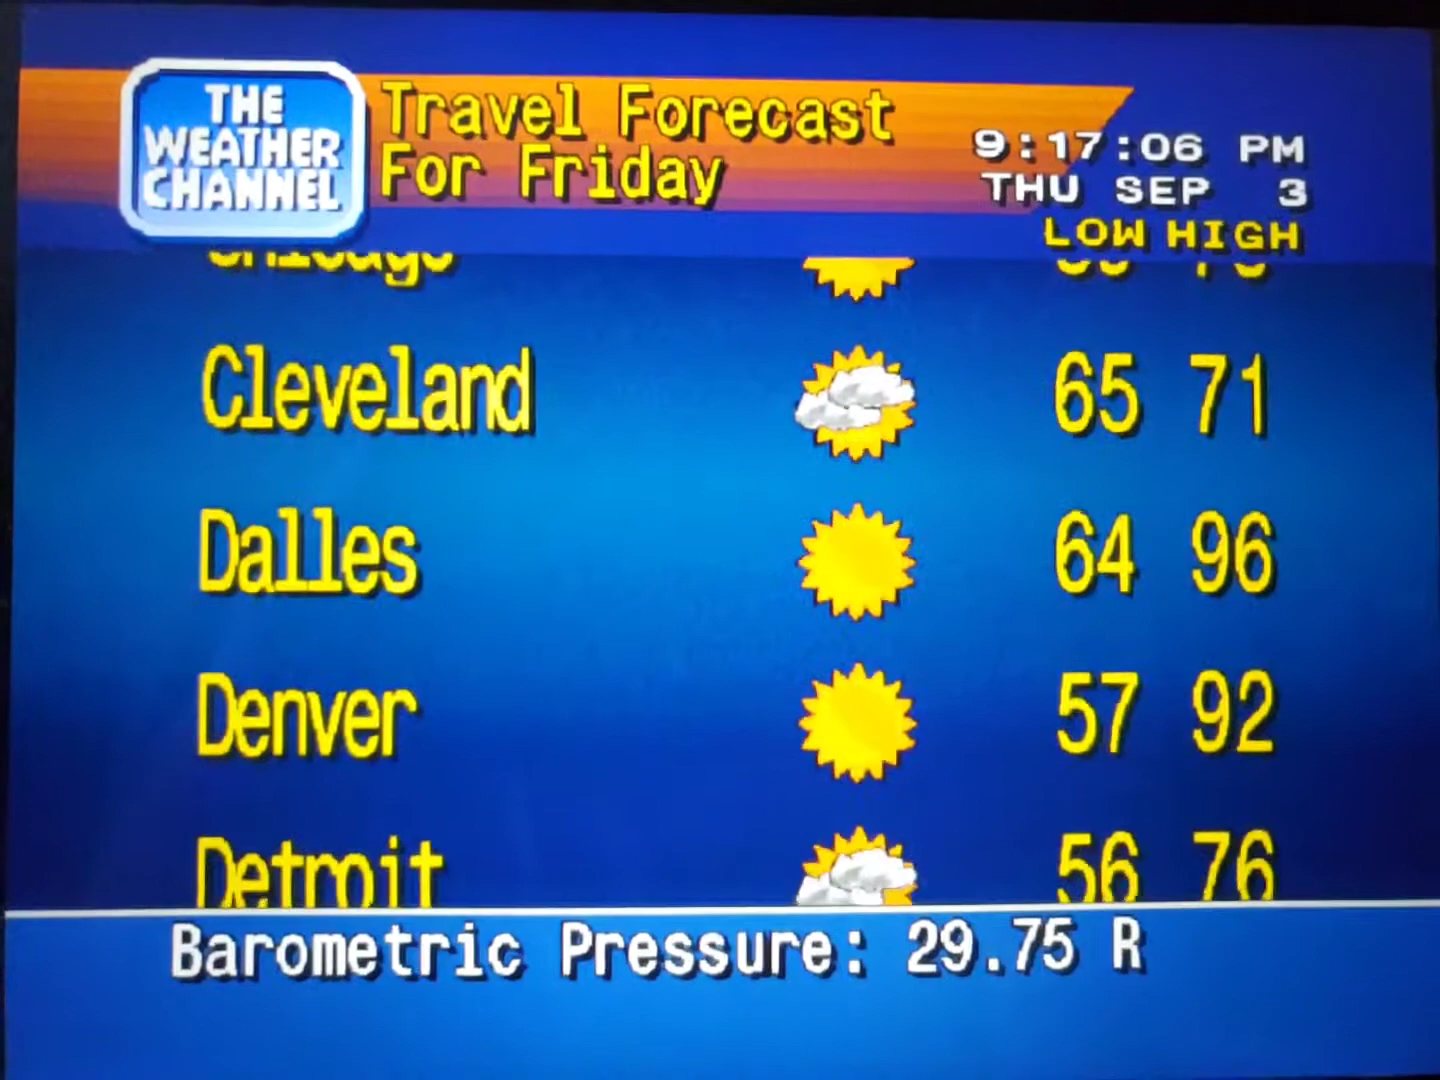 THE
WEATHER
CHANNEL
Travel Forecast
For Friday
9:17:06 PM
THU SEP 3
LOW HIGH
Chicago
Cleveland 65 71
Dalles 64 96
Denver 57 92
Detroit 56 76
Barometric Pressure: 29.75 R